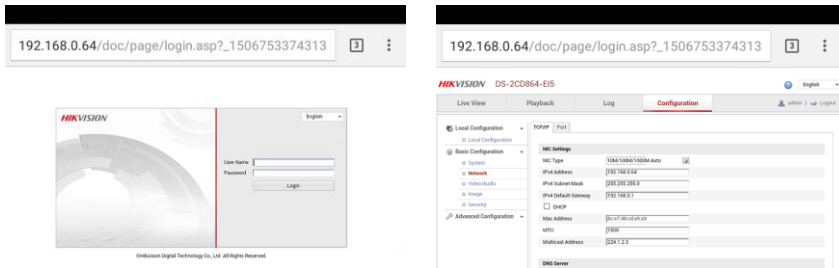 192.168.0.64/doc/page/login.asp?_1506753374313
3
HIKVISION
English
User Name
Password
Login
©Hikvision Digital Technology Co., Ltd. All Rights Reserved.
192.168.0.64/doc/page/login.asp?_1506753374313
3
HIKVISION DS-2CD864-EI5
English
Live View Playback Log Configuration admin | Logout
Local Configuration
Local Configuration
Basic Configuration
System
Network
Video/Audio
Image
Security
Advanced Configuration
TCP/IP Port
NIC Settings
NIC Type 10M/100M/1000M Auto
IPv4 Address 192.168.0.64
IPv4 Subnet Mask 255.255.255.0
IPv4 Default Gateway 192.168.0.1
DHCP
Mac Address
MTU 1500
Multicast Address 224.1.2.3
DNS Server